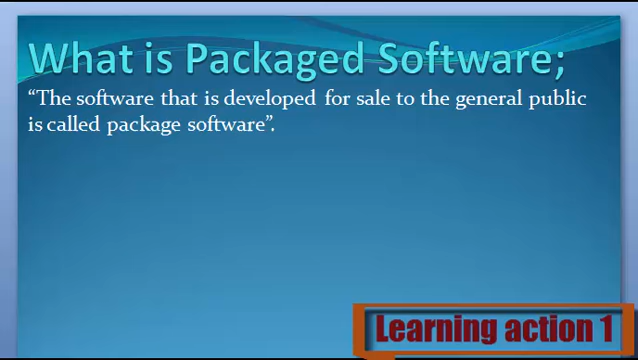 What is Packaged Software;
“The software that is developed for sale to the general public
is called package software”.
Learning action 1